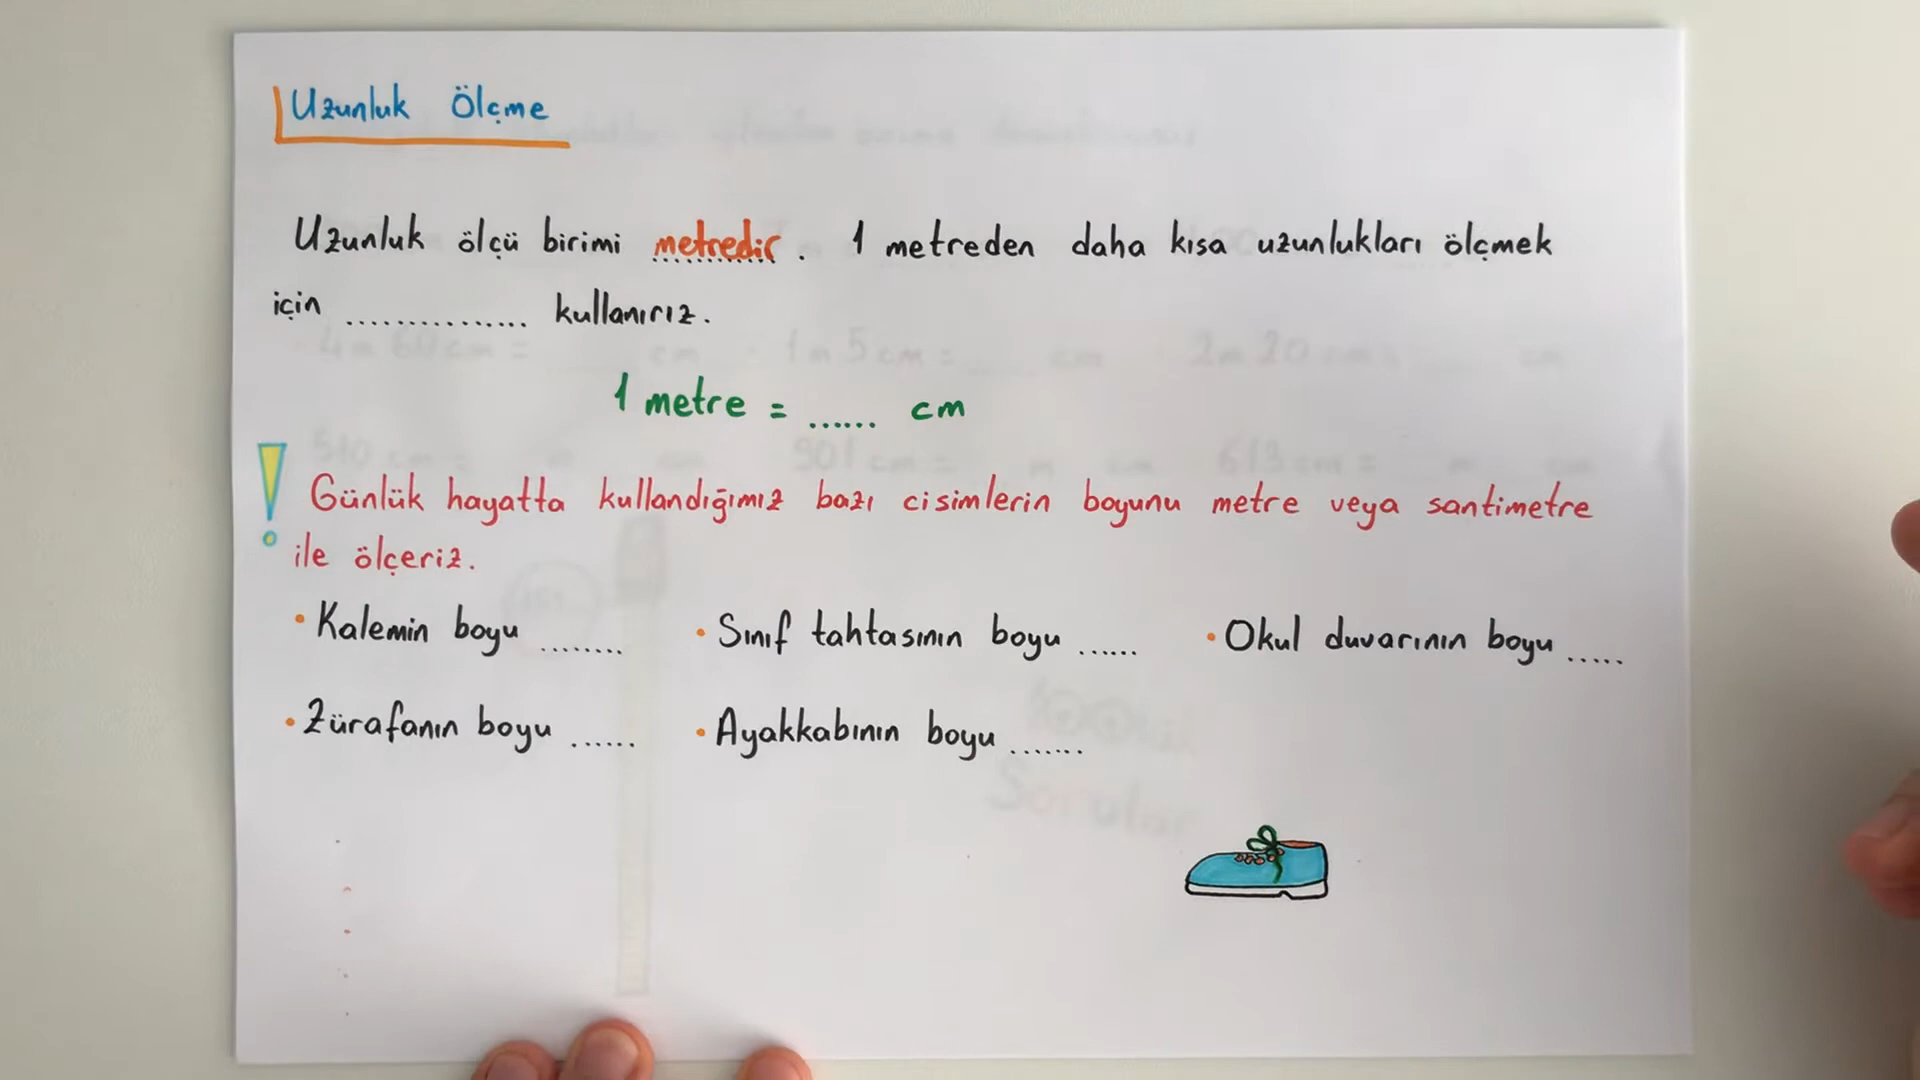 Uzunluk Ölçme
Uzunluk ölçü birimi metredir. 1 metreden daha kısa uzunlukları ölçmek
için ............... kullanırız.
1 metre = ...... cm
! Günlük hayatta kullandığımız bazı cisimlerin boyunu metre veya santimetre
ile ölçeriz.
• Kalemin boyu ........ • Sınıf tahtasının boyu ...... • Okul duvarının boyu .....
• Zürafanın boyu ...... • Ayakkabının boyu .......